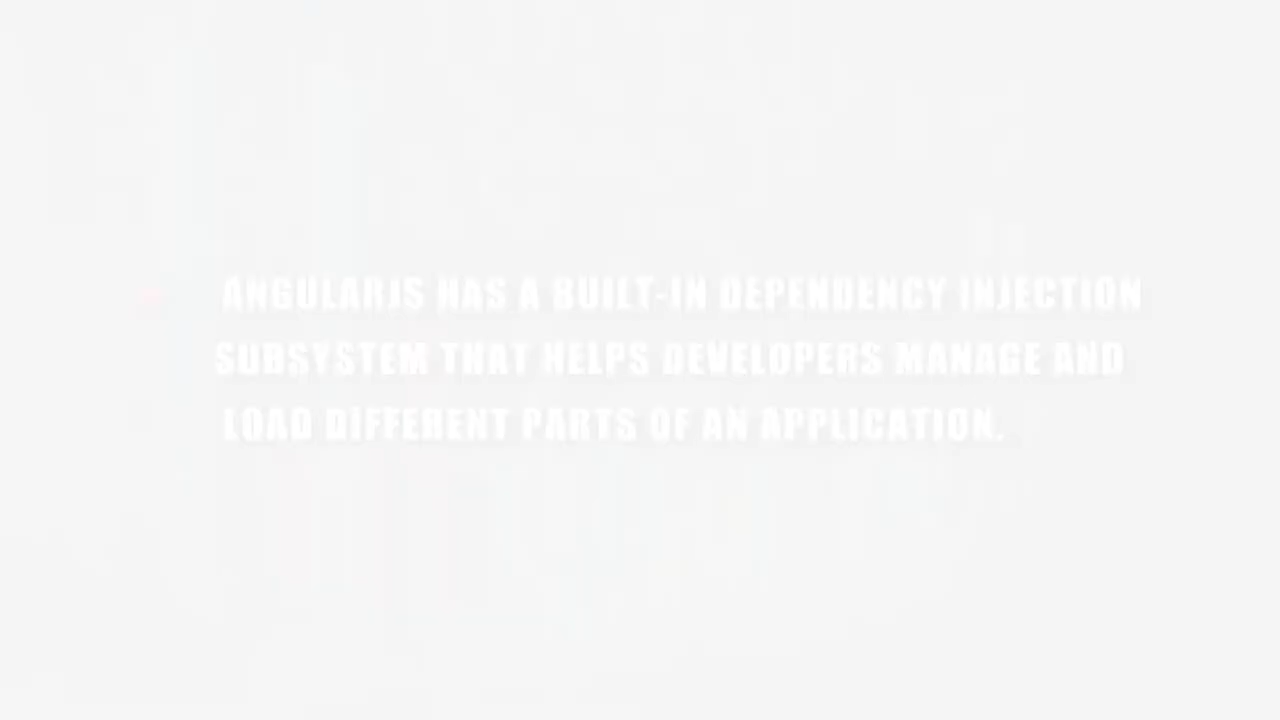 ANGULARJS HAS A BUILT-IN DEPENDENCY INJECTION
SUBSYSTEM THAT HELPS DEVELOPERS MANAGE AND
LOAD DIFFERENT PARTS OF AN APPLICATION.